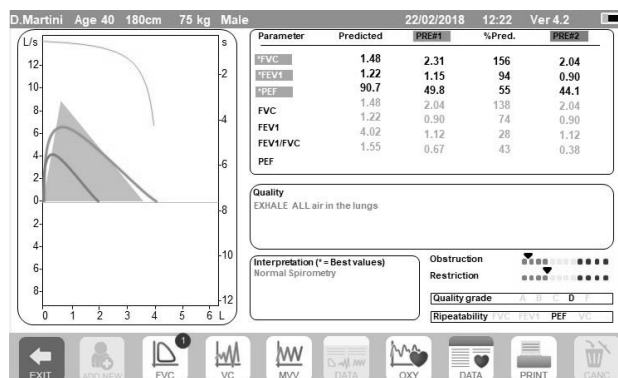 D.Martini Age 40 180cm 75 kg Male 22/02/2018 12:22 Ver 4.2
L/s
s
12
10
8
6
4
2
0
2
4
6
8
-2
-4
-6
-8
-10
-12
0 1 2 3 4 5 6 L
Parameter Predicted PRE#1 %Pred. PRE#2
*FVC 1.48 2.31 156 2.04
*FEV1 1.22 1.15 94 0.90
*PEF 90.7 49.8 55 44.1
FVC 1.48 2.04 138 2.04
FEV1 1.22 0.90 74 0.90
FEV1/FVC 4.02 1.12 28 1.12
PEF 1.55 0.67 43 0.38
Quality
EXHALE ALL air in the lungs
Interpretation (* = Best values)
Normal Spirometry
Obstruction
Restriction
Quality grade A B C D F
Repeatability FVC FEV1 PEF VC
1
EXIT ADD NEW FVC VC MVV DATA OXY DATA PRINT CANC